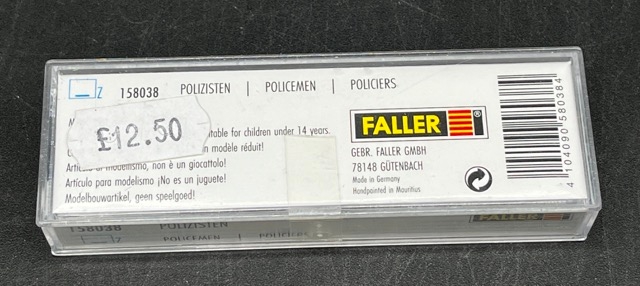 Z 158038 POLIZISTEN | POLICEMEN | POLICIERS
£12.50
table for children under 14 years.
n modèle réduit!
modellismo, non è un giocattolo!
Artículo para modelismo ¡No es un juguete!
Modelbouwartikel, geen speelgoed!
FALLER ®
GEBR. FALLER GMBH
78148 GÜTENBACH
Made in Germany
Handpainted in Mauritius
4 104090 580384
158038 POLIZISTEN
Z POLICEMEN | POLICIERS
FALLER